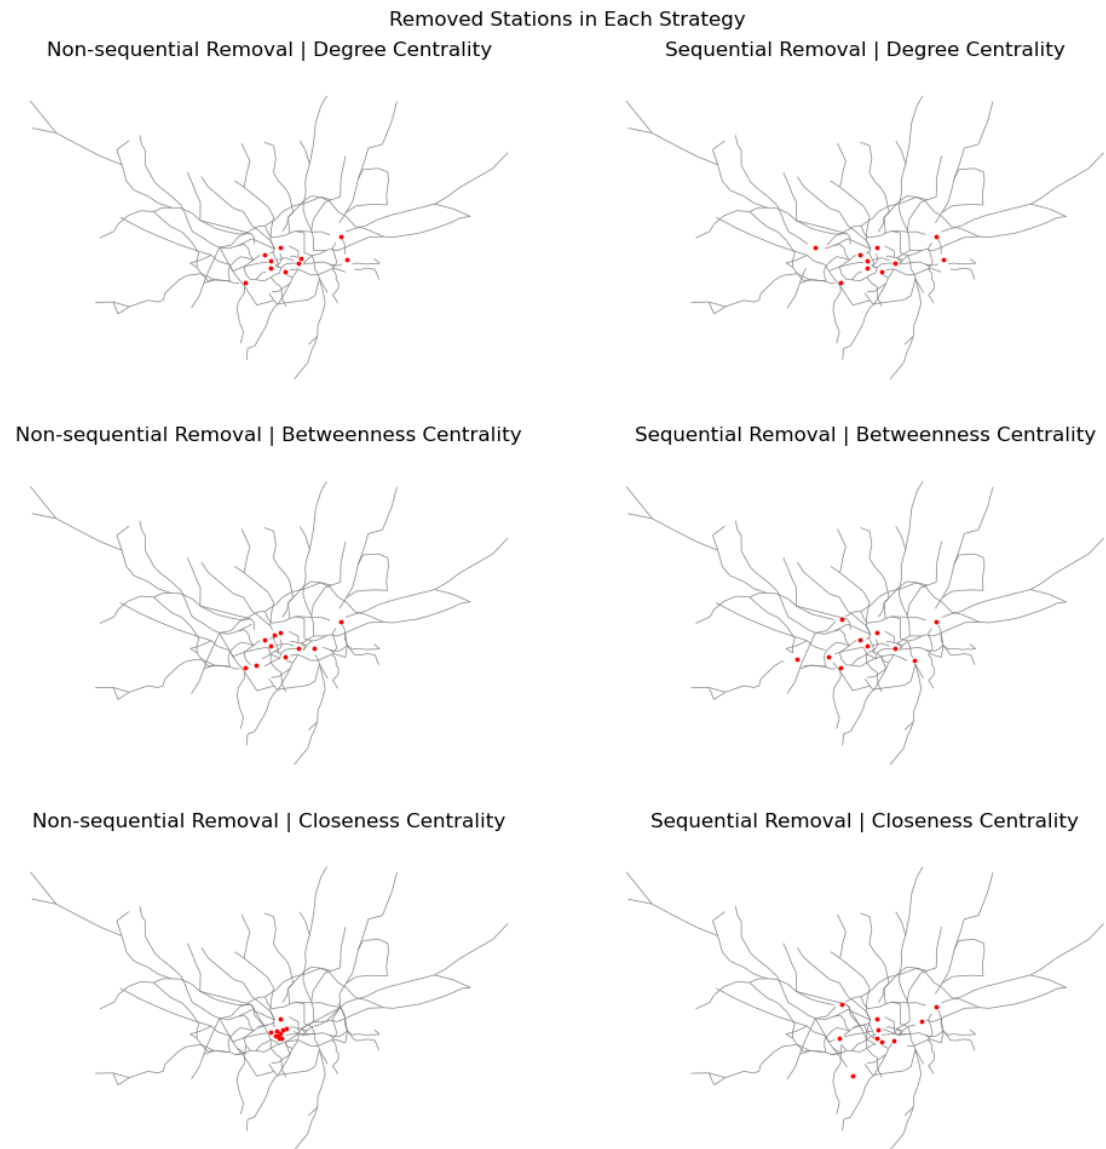 Removed Stations in Each Strategy
Non-sequential Removal | Degree Centrality
Sequential Removal | Degree Centrality
Non-sequential Removal | Betweenness Centrality
Sequential Removal | Betweenness Centrality
Non-sequential Removal | Closeness Centrality
Sequential Removal | Closeness Centrality